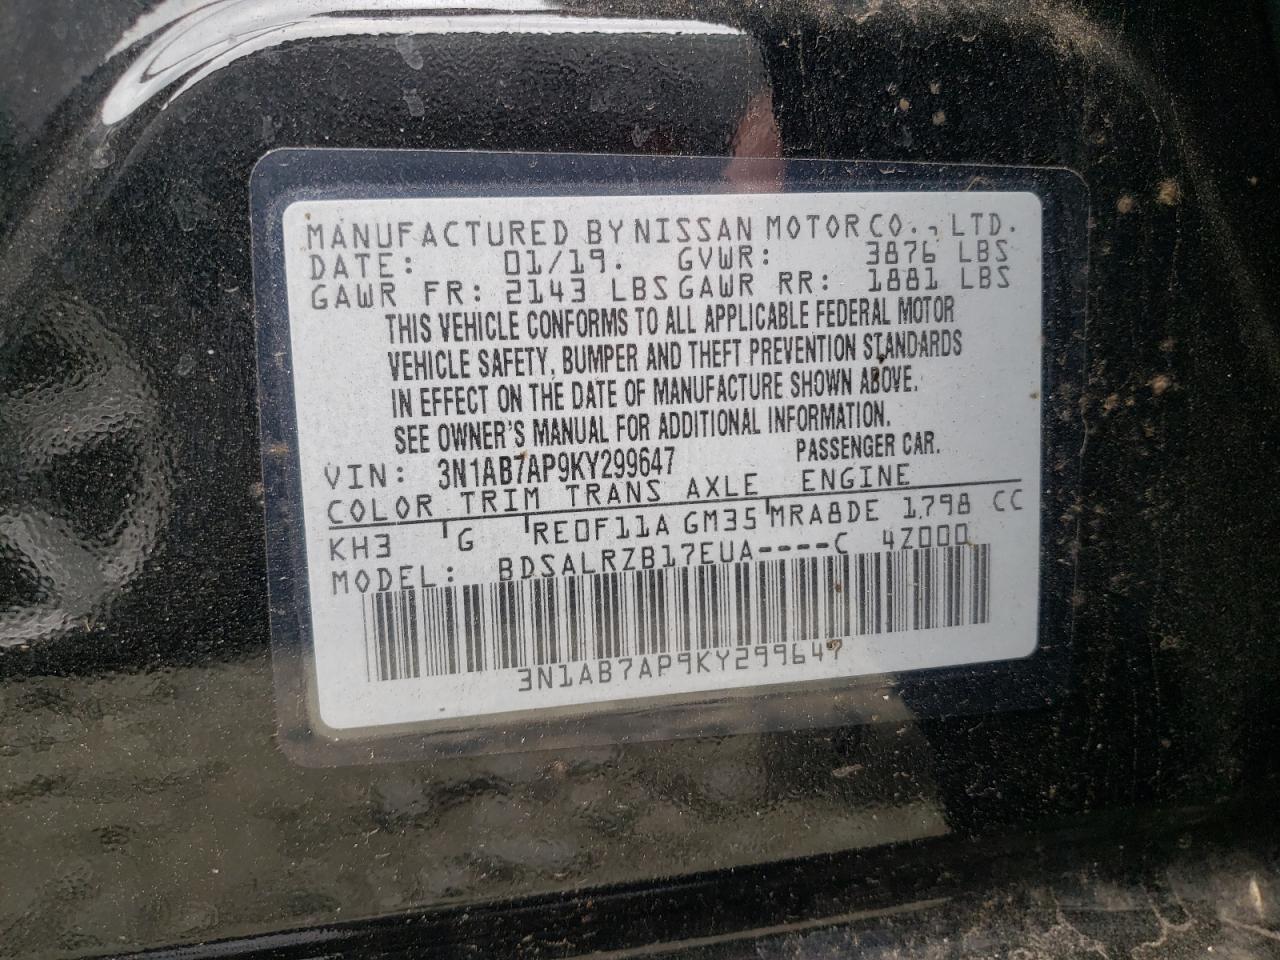 MANUFACTURED BY NISSAN MOTOR CO., LTD.
DATE: 01/19. GVWR: 3876 LBS
GAWR FR: 2143 LBS GAWR RR: 1881 LBS
THIS VEHICLE CONFORMS TO ALL APPLICABLE FEDERAL MOTOR
VEHICLE SAFETY, BUMPER AND THEFT PREVENTION STANDARDS
IN EFFECT ON THE DATE OF MANUFACTURE SHOWN ABOVE.
SEE OWNER'S MANUAL FOR ADDITIONAL INFORMATION.
VIN: 3N1AB7AP9KY299647 PASSENGER CAR.
COLOR TRIM TRANS AXLE ENGINE
KH3 G RE0F11A GM35 MRA8DE 1,798 CC
MODEL: BDSALRZB17EUA----C 4Z000
3N1AB7AP9KY299647